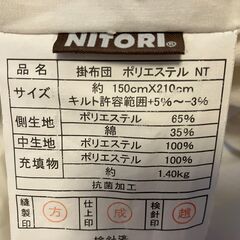 NITORI
品名 掛布団 ポリエステル NT
サイズ 約 150cmX210cm
キルト許容範囲+5%～-3%
側生地 ポリエステル 65%
綿 35%
中生地 ポリエステル 100%
充填物 ポリエステル 100%
約 1.40kg
抗菌加工
縫製印 方 仕上印 成 検針印 越
検針済